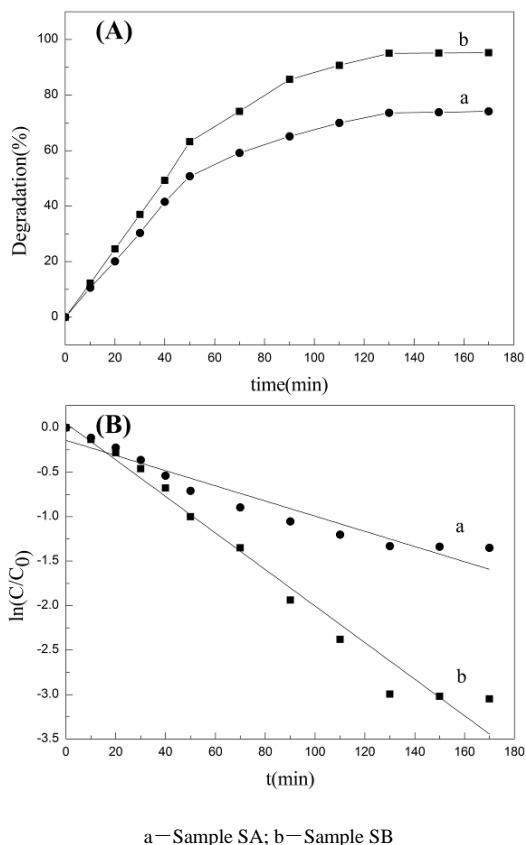 (A)
b
a
Degradation(%)
100
80
60
40
20
0
0 20 40 60 80 100 120 140 160 180
time(min)
(B)
a
b
ln(C/C0)
0.0
-0.5
-1.0
-1.5
-2.0
-2.5
-3.0
-3.5
0 20 40 60 80 100 120 140 160 180
t(min)
a－Sample SA; b－Sample SB